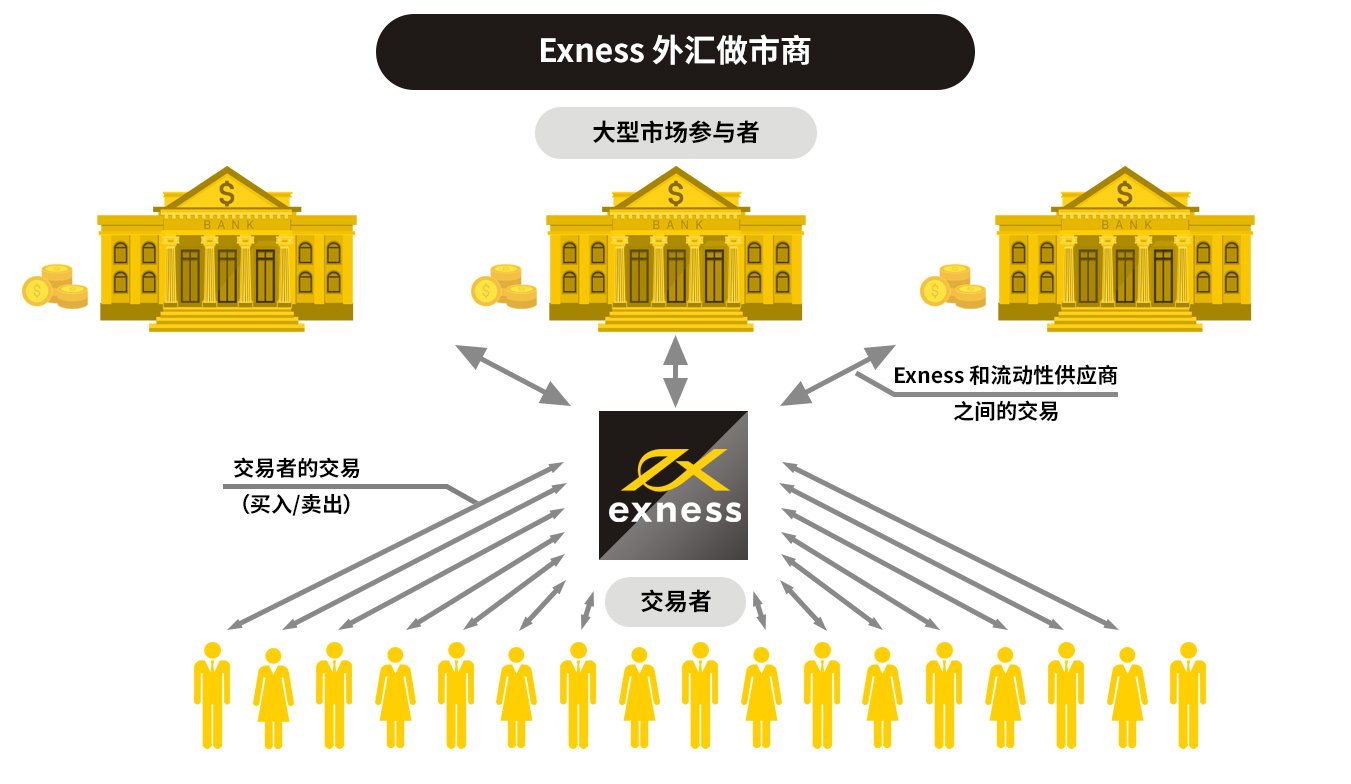 Exness 外汇做市商
大型市场参与者
$
$
$
BANK
BANK
BANK
$
$
$
Exness 和流动性供应商
之间的交易
交易者的交易
（买入/卖出）
ex
exness
交易者